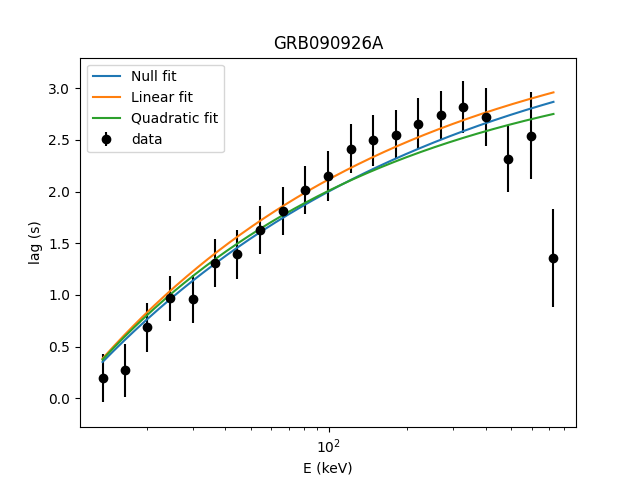 GRB090926A
Null fit
Linear fit
Quadratic fit
data
lag (s)
3.0
2.5
2.0
1.5
1.0
0.5
0.0
10²
E (keV)